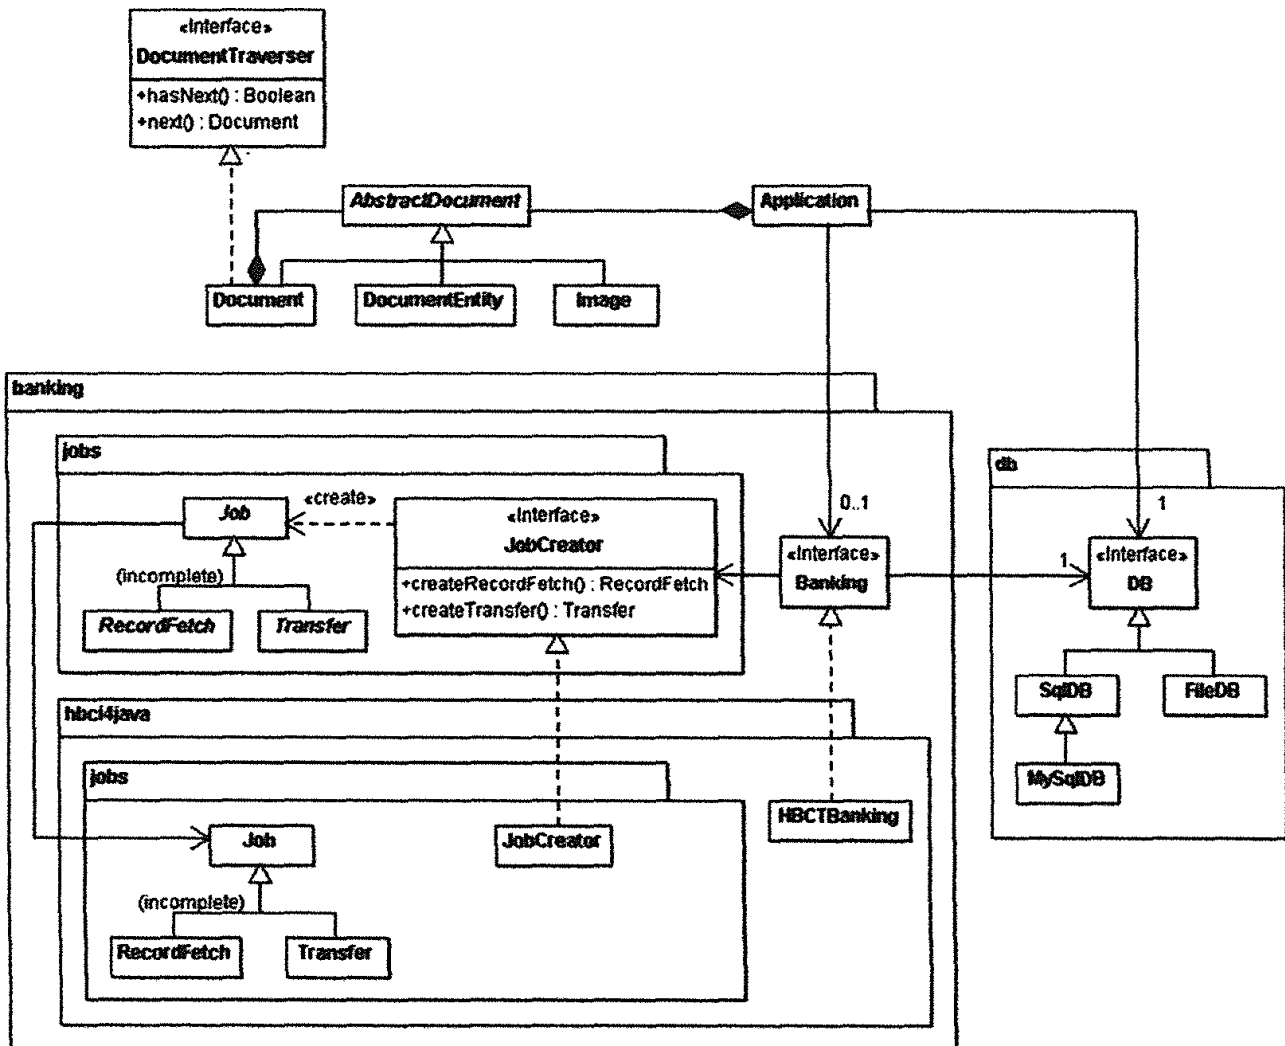 «Interface»
DocumentTraverser
+hasNext() : Boolean
+next() : Document
AbstractDocument
Application
Document
DocumentEntity
Image
banking
jobs
Job
«create»
«Interface»
JobCreator
+createRecordFetch() : RecordFetch
+createTransfer() : Transfer
(incomplete)
RecordFetch
Transfer
0..1
«Interface»
Banking
1
db
1
«Interface»
DB
SqlDB
FileDB
MySqlDB
hbci4java
jobs
Job
JobCreator
HBCTBanking
(incomplete)
RecordFetch
Transfer